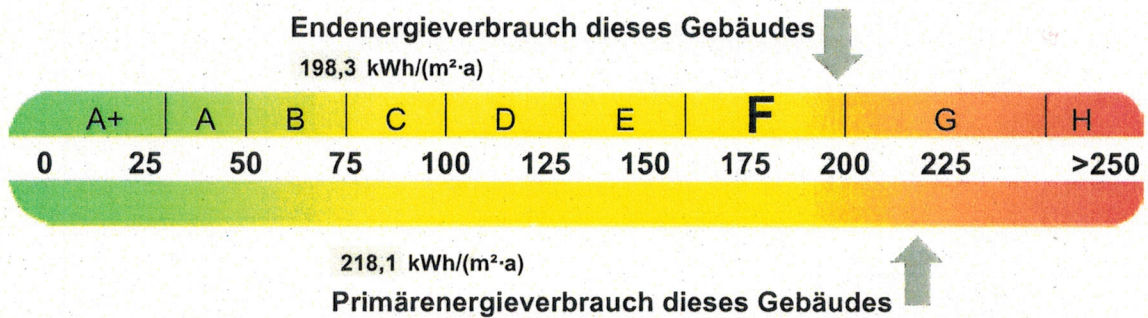 Endenergieverbrauch dieses Gebäudes
198,3 kWh/(m²·a)
A+ A B C D E F G H
0 25 50 75 100 125 150 175 200 225 >250
218,1 kWh/(m²·a)
Primärenergieverbrauch dieses Gebäudes